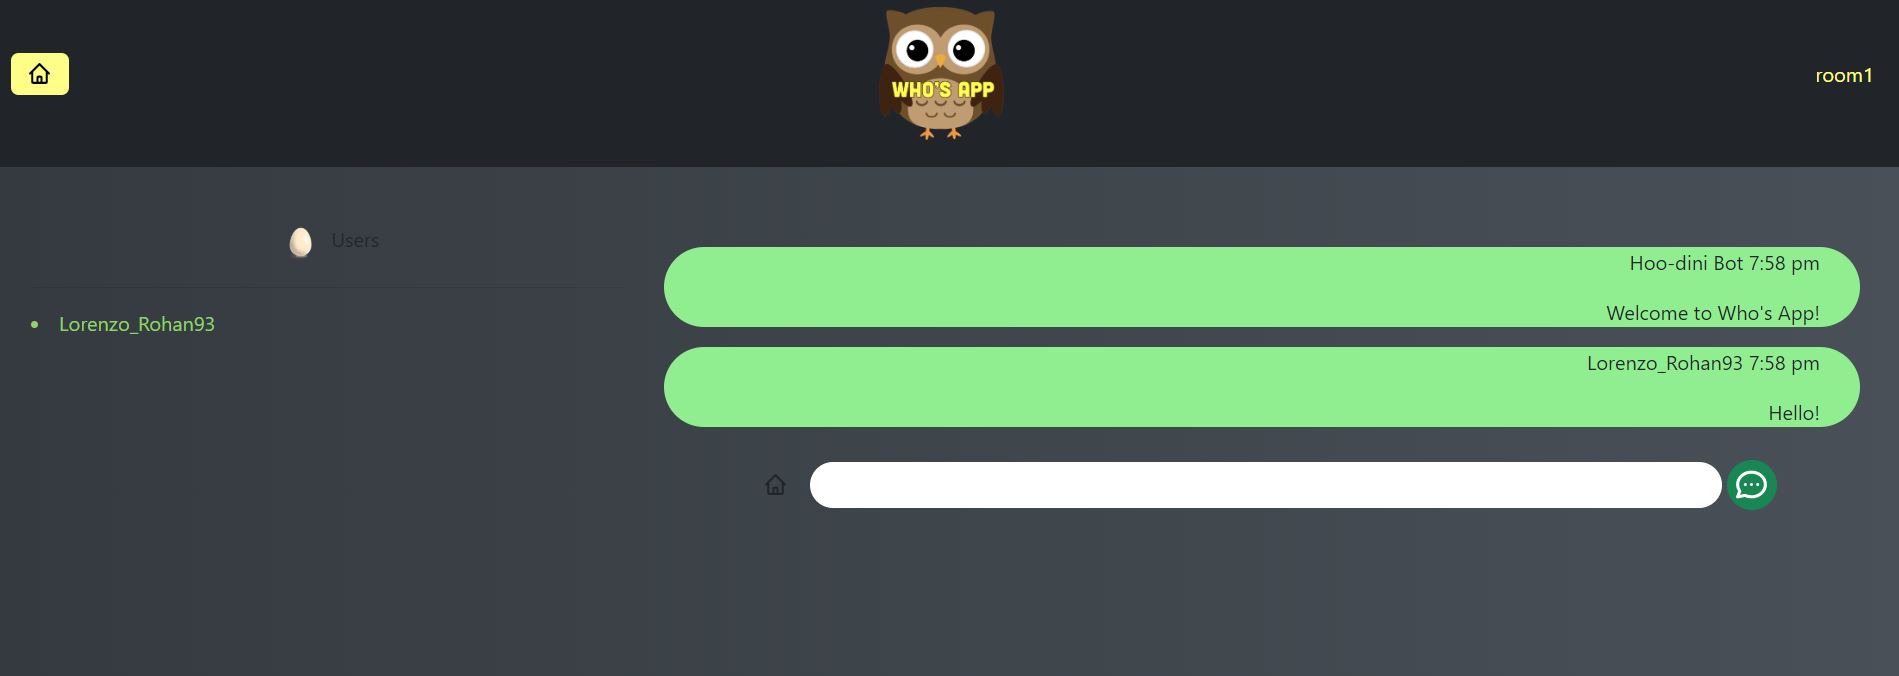 WHO'S APP
room1
Users
Lorenzo_Rohan93
Hoo-dini Bot 7:58 pm
Welcome to Who's App!
Lorenzo_Rohan93 7:58 pm
Hello!